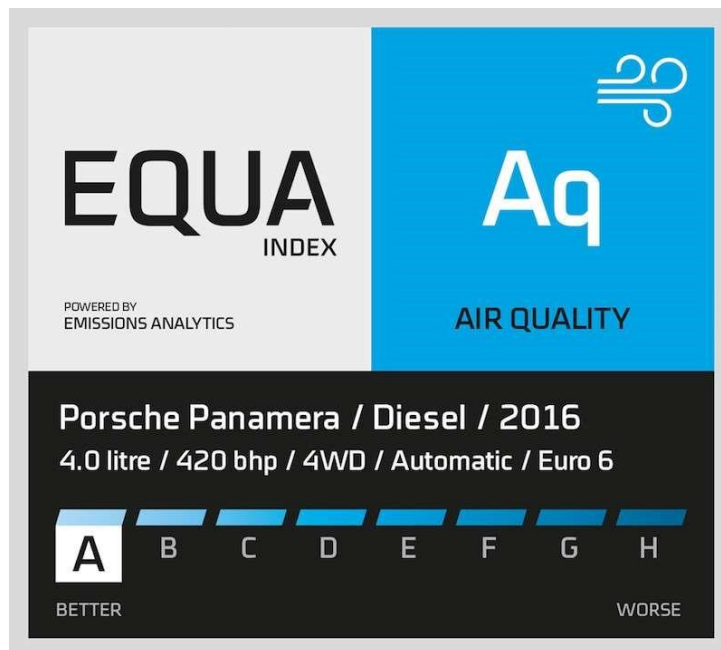 EQUA
INDEX
POWERED BY
EMISSIONS ANALYTICS
Aq
AIR QUALITY
Porsche Panamera / Diesel / 2016
4.0 litre / 420 bhp / 4WD / Automatic / Euro 6
A B C D E F G H
BETTER WORSE